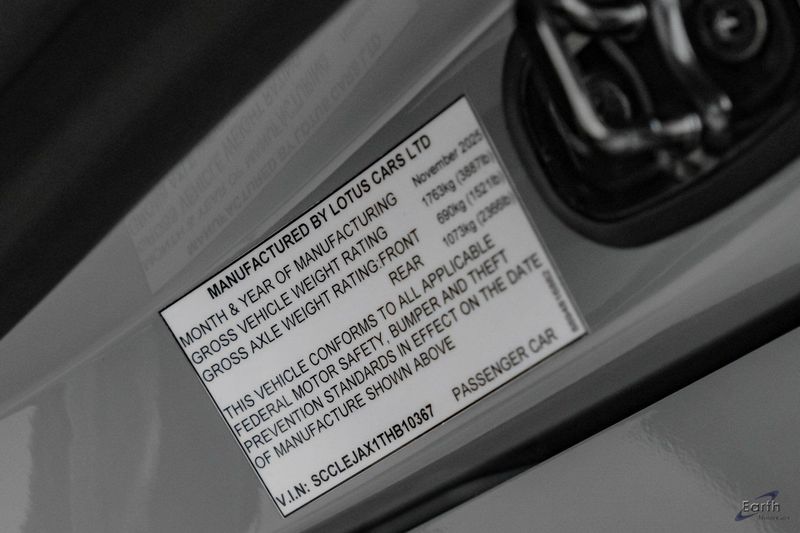 MANUFACTURED BY LOTUS CARS LTD
MONTH & YEAR OF MANUFACTURING November 2025
GROSS VEHICLE WEIGHT RATING 1763kg (3887lb)
GROSS AXLE WEIGHT RATING:FRONT 690kg (1521lb)
REAR 1073kg (2366lb)
THIS VEHICLE CONFORMS TO ALL APPLICABLE
FEDERAL MOTOR SAFETY, BUMPER AND THEFT
PREVENTION STANDARDS IN EFFECT ON THE DATE
OF MANUFACTURE SHOWN ABOVE
V.I.N: SCCLEJAX1THB10367 PASSENGER CAR
Earth